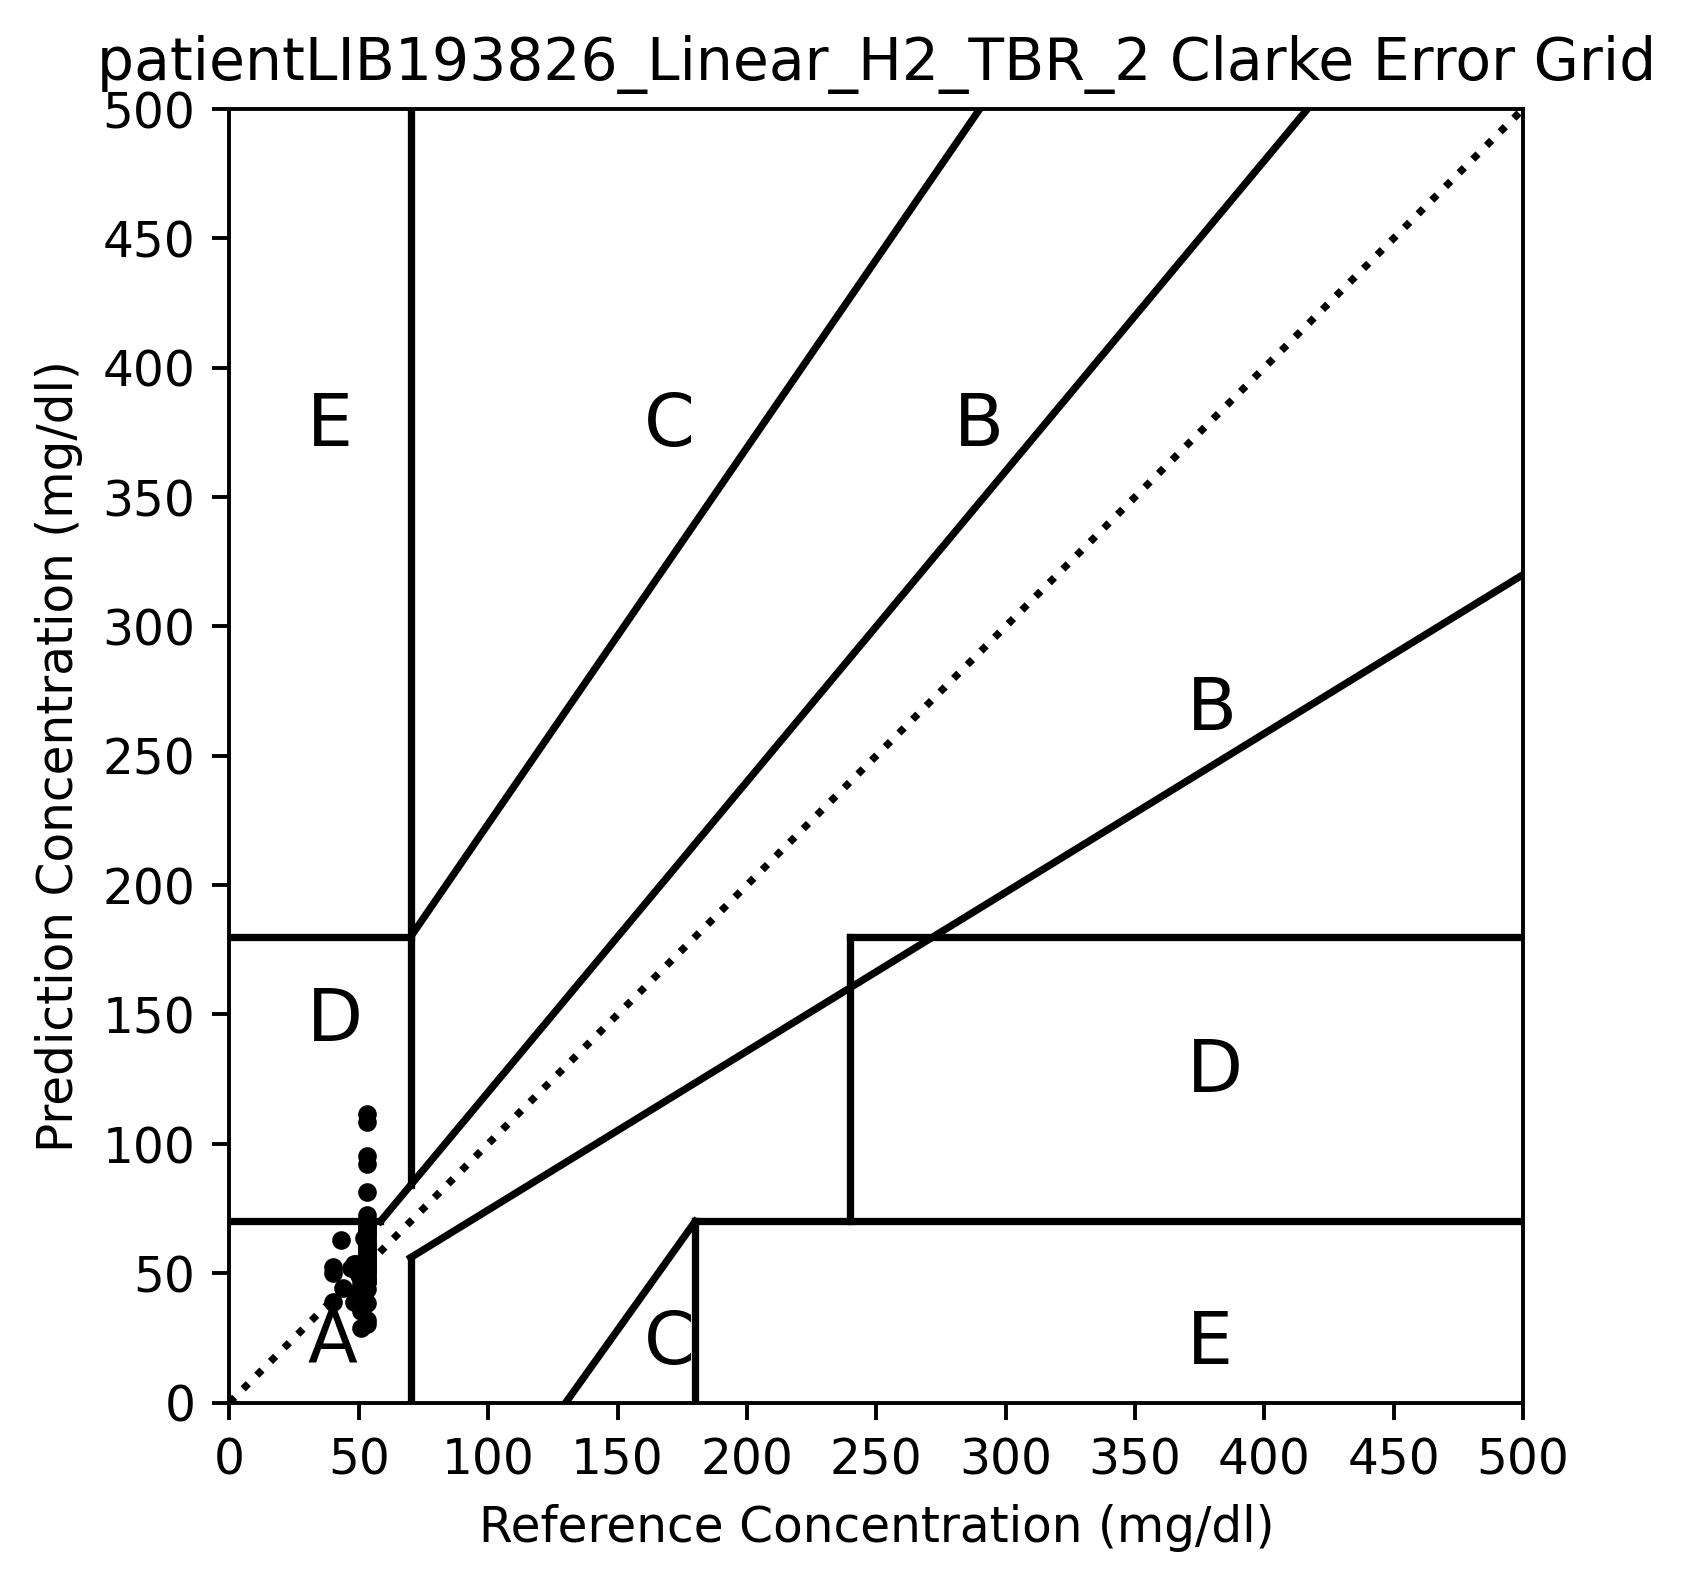 patientLIB193826_Linear_H2_TBR_2 Clarke Error Grid
500
450
400
350
300
250
200
150
100
50
0
Prediction Concentration (mg/dl)
E
C
B
B
D
D
A
C
E
0 50 100 150 200 250 300 350 400 450 500
Reference Concentration (mg/dl)